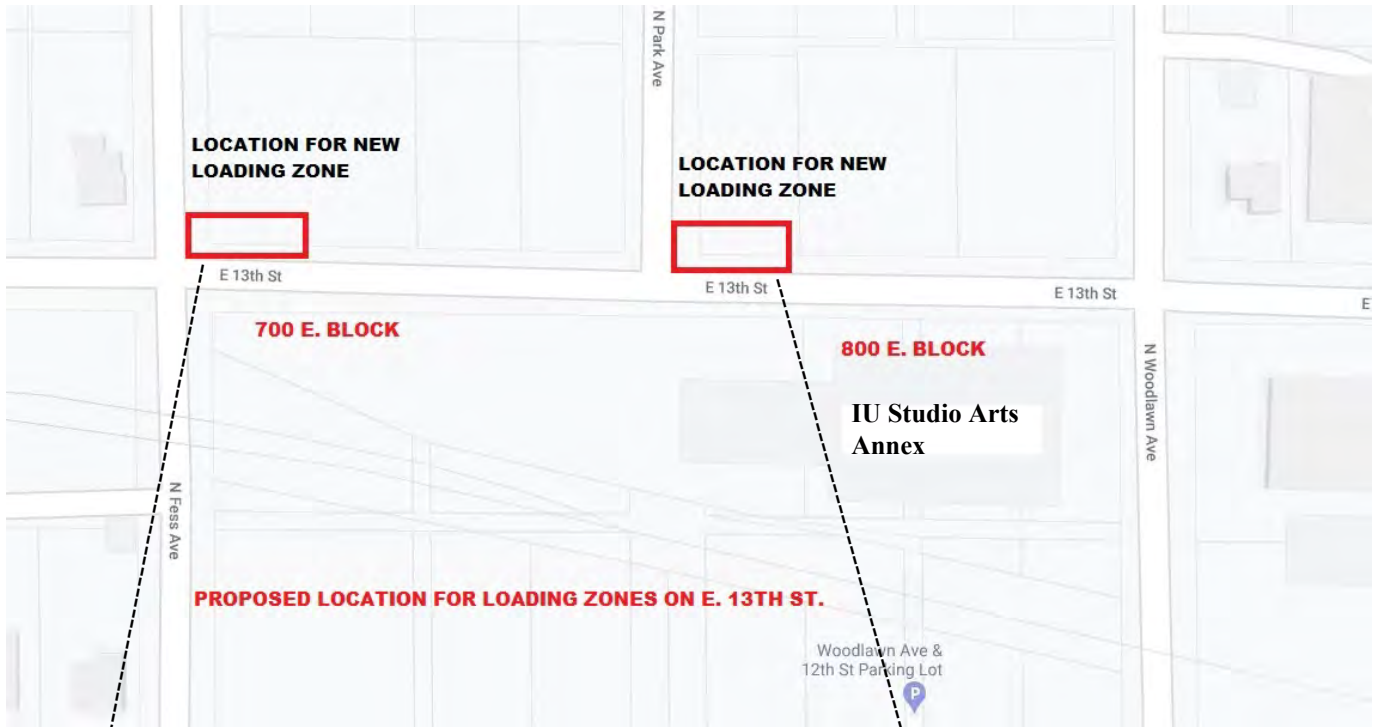 N Park Ave
LOCATION FOR NEW
LOADING ZONE
LOCATION FOR NEW
LOADING ZONE
E 13th St
E 13th St
E 13th St
E
700 E. BLOCK
800 E. BLOCK
N Woodlawn Ave
IU Studio Arts
Annex
N Fess Ave
PROPOSED LOCATION FOR LOADING ZONES ON E. 13TH ST.
Woodlawn Ave &
12th St Parking Lot
P